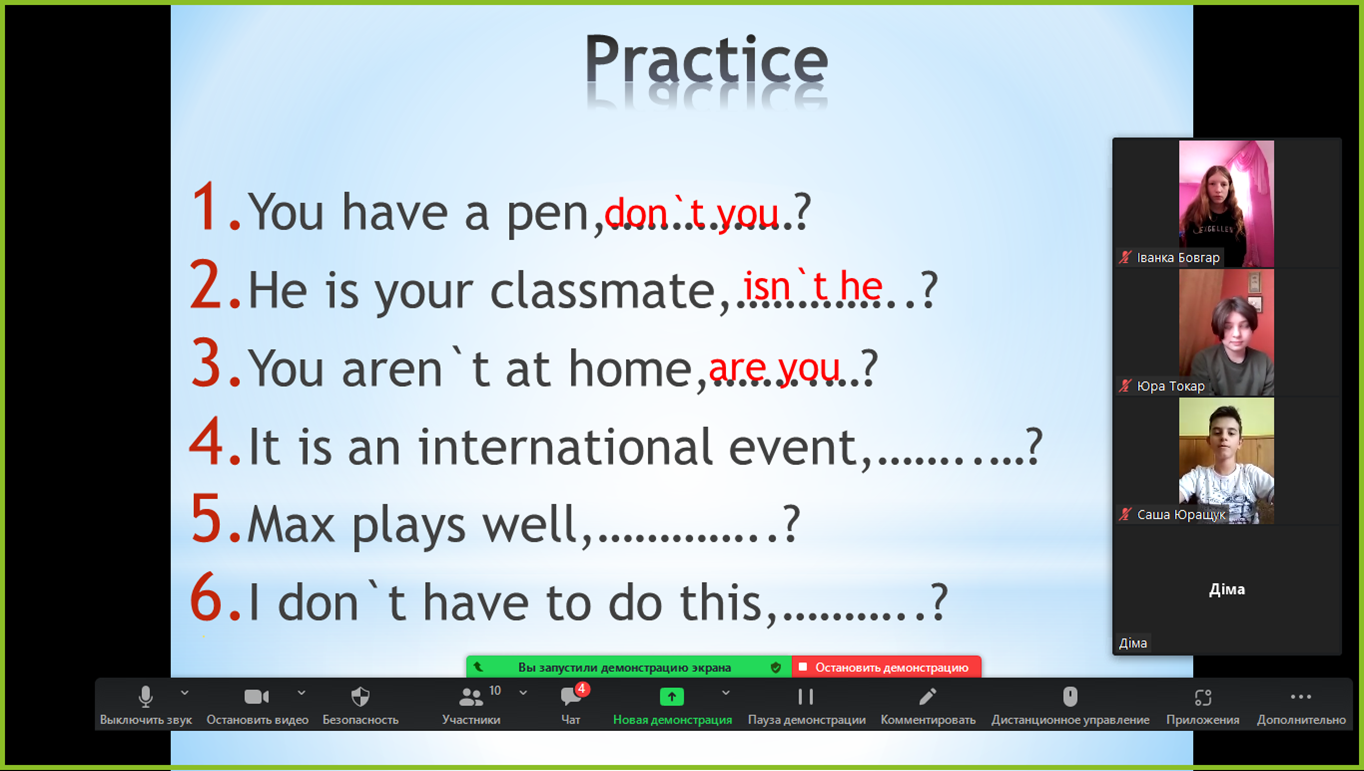 Practice
1. You have a pen,don`t you.?
2. He is your classmate,.isn`t he..?
3. You aren`t at home,are you…?
4. It is an international event,……..…?
5. Max plays well,…………..?
6. I don`t have to do this,………..?
Іванка Бовгар
Юра Токар
Саша Юращук
Діма
Діма
Вы запустили демонстрацию экрана
Остановить демонстрацию
10
4
Выключить звук Остановить видео Безопасность Участники Чат Новая демонстрация Пауза демонстрации Комментировать Дистанционное управление Приложения Дополнительно